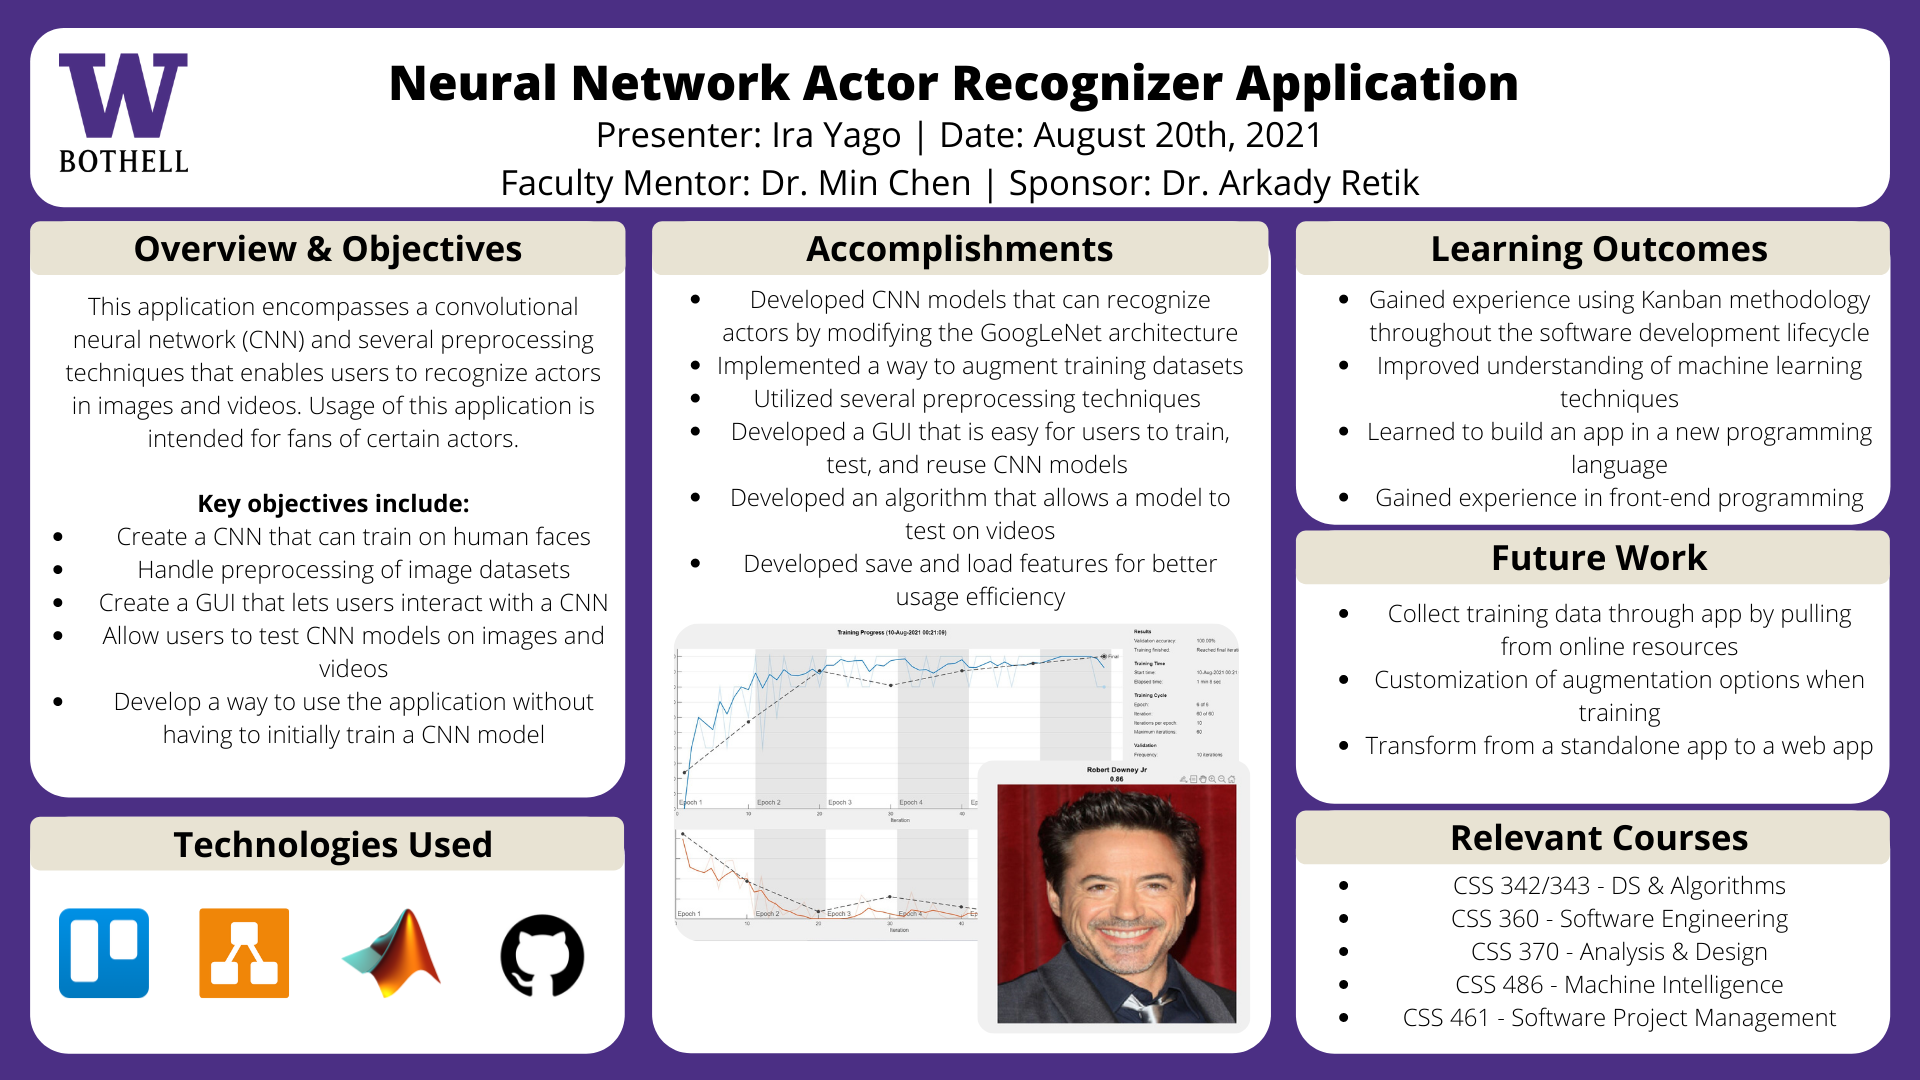 W
BOTHELL
Neural Network Actor Recognizer Application
Presenter: Ira Yago | Date: August 20th, 2021
Faculty Mentor: Dr. Min Chen | Sponsor: Dr. Arkady Retik
Overview & Objectives
This application encompasses a convolutional
neural network (CNN) and several preprocessing
techniques that enables users to recognize actors
in images and videos. Usage of this application is
intended for fans of certain actors.
Key objectives include:
• Create a CNN that can train on human faces
• Handle preprocessing of image datasets
• Create a GUI that lets users interact with a CNN
• Allow users to test CNN models on images and
videos
• Develop a way to use the application without
having to initially train a CNN model
Technologies Used
Accomplishments
• Developed CNN models that can recognize
actors by modifying the GoogLeNet architecture
• Implemented a way to augment training datasets
• Utilized several preprocessing techniques
• Developed a GUI that is easy for users to train,
test, and reuse CNN models
• Developed an algorithm that allows a model to
test on videos
• Developed save and load features for better
usage efficiency
Training Progress (10-Aug-2021 00:21:09)
Final
Epoch 1 Epoch 2 Epoch 3 Epoch 4 Ep
0 10 20 30 40
Iteration
Epoch 1 Epoch 2 Epoch 3 Epoch 4 Ep
10 20 30 40
Iteration
Results
Validation accuracy: 100.00%
Training finished: Reached final iterati
Training Time
Start time: 10-Aug-2021 00:21
Elapsed time: 1 min 8 sec
Training Cycle
Epoch: 6 of 6
Iteration: 60 of 60
Iterations per epoch: 10
Maximum iterations: 60
Validation
Frequency: 10 iterations
Robert Downey Jr
0.86
Learning Outcomes
• Gained experience using Kanban methodology
throughout the software development lifecycle
• Improved understanding of machine learning
techniques
• Learned to build an app in a new programming
language
• Gained experience in front-end programming
Future Work
• Collect training data through app by pulling
from online resources
• Customization of augmentation options when
training
• Transform from a standalone app to a web app
Relevant Courses
• CSS 342/343 - DS & Algorithms
• CSS 360 - Software Engineering
• CSS 370 - Analysis & Design
• CSS 486 - Machine Intelligence
• CSS 461 - Software Project Management